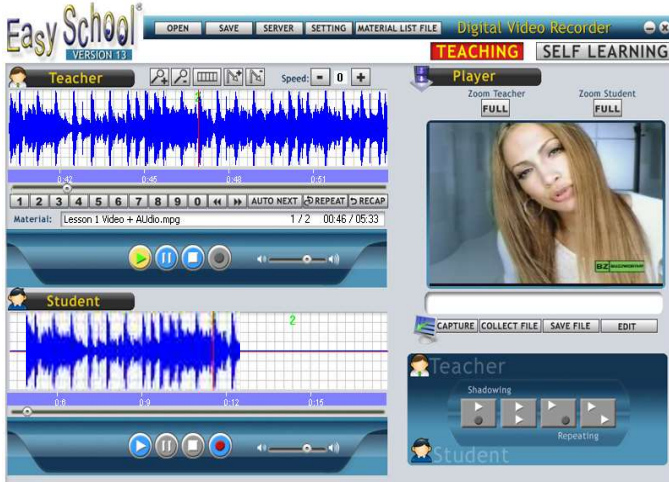 Easy School®
VERSION 13
OPEN SAVE SERVER SETTING MATERIAL LIST FILE
Digital Video Recorder
TEACHING SELF LEARNING
Teacher
Speed: - 0 +
Player
Zoom Teacher Zoom Student
FULL FULL
0:42 0:45 0:48 0:51
1 2 3 4 5 6 7 8 9 0 AUTO NEXT REPEAT RECAP
Material: Lesson 1 Video + AUdio.mpg 1 / 2 00:46 / 05:33
BZ BUZZWORTHY
Student
2
0:6 0:9 0:12 0:15
CAPTURE COLLECT FILE SAVE FILE EDIT
Teacher
Shadowing
Repeating
Student